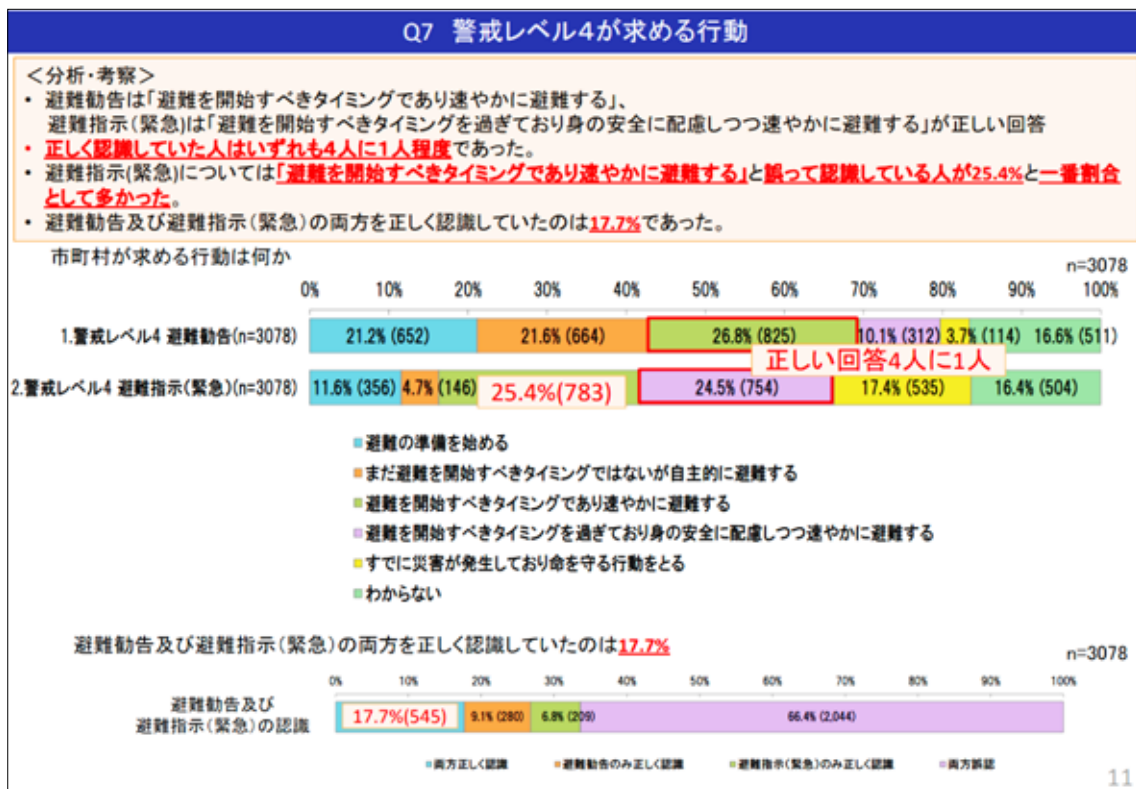 Q7 警戒レベル4が求める行動
＜分析・考察＞
• 避難勧告は「避難を開始すべきタイミングであり速やかに避難する」、
避難指示（緊急）は「避難を開始すべきタイミングを過ぎており身の安全に配慮しつつ速やかに避難する」が正しい回答
• 正しく認識していた人はいずれも4人に1人程度であった。
• 避難指示(緊急)については「避難を開始すべきタイミングであり速やかに避難する」と誤って認識している人が25.4%と一番割合
として多かった。
• 避難勧告及び避難指示（緊急）の両方を正しく認識していたのは17.7%であった。
市町村が求める行動は何か
n=3078
0% 10% 20% 30% 40% 50% 60% 70% 80% 90% 100%
1.警戒レベル4 避難勧告(n=3078) 21.2% (652) 21.6% (664) 26.8% (825) 10.1% (312) 3.7% (114) 16.6% (511)
正しい回答4人に1人
2.警戒レベル4 避難指示（緊急）(n=3078) 11.6% (356) 4.7% (146) 25.4%(783) 24.5% (754) 17.4% (535) 16.4% (504)
避難の準備を始める
まだ避難を開始すべきタイミングではないが自主的に避難する
避難を開始すべきタイミングであり速やかに避難する
避難を開始すべきタイミングを過ぎており身の安全に配慮しつつ速やかに避難する
すでに災害が発生しており命を守る行動をとる
わからない
避難勧告及び避難指示（緊急）の両方を正しく認識していたのは17.7%
n=3078
0% 10% 20% 30% 40% 50% 60% 70% 80% 90% 100%
避難勧告及び
避難指示（緊急）の認識
17.7%(545) 9.1% (280) 6.8% (209) 66.4% (2,044)
両方正しく認識 避難勧告のみ正しく認識 避難指示（緊急）のみ正しく認識 両方誤認
11